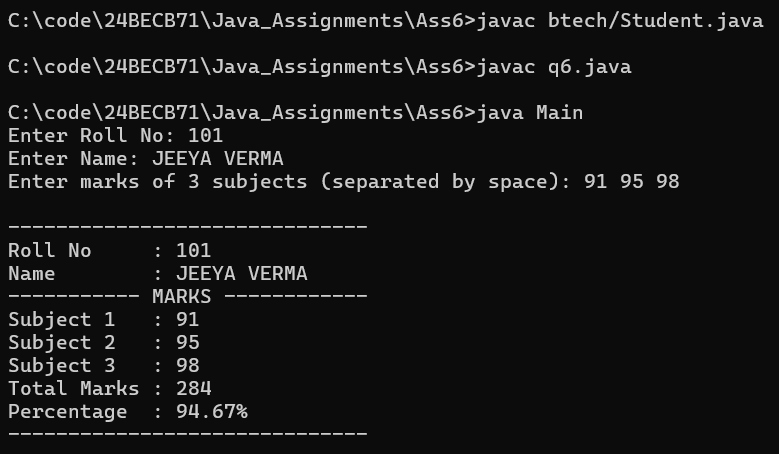 C:\code\24BECB71\Java_Assignments\Ass6>javac btech/Student.java
C:\code\24BECB71\Java_Assignments\Ass6>javac q6.java
C:\code\24BECB71\Java_Assignments\Ass6>java Main
Enter Roll No: 101
Enter Name: JEEYA VERMA
Enter marks of 3 subjects (separated by space): 91 95 98
------------------------------
Roll No     : 101
Name        : JEEYA VERMA
----------- MARKS ------------
Subject 1   : 91
Subject 2   : 95
Subject 3   : 98
Total Marks : 284
Percentage  : 94.67%
------------------------------